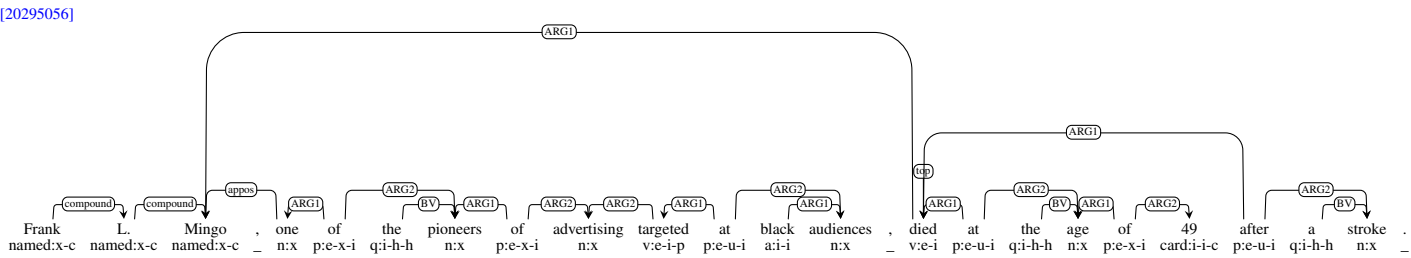 [20295056]
ARG1
ARG1
top
compound compound appos ARG1 ARG2 BV ARG1 ARG2 ARG2 ARG1 ARG2 ARG1 ARG1 ARG2 BV ARG1 ARG2 ARG2 BV
Frank L. Mingo , one of the pioneers of advertising targeted at black audiences , died at the age of 49 after a stroke .
named:x-c named:x-c named:x-c _ n:x p:e-x-i q:i-h-h n:x p:e-x-i n:x v:e-i-p p:e-u-i a:i-i n:x _ v:e-i p:e-u-i q:i-h-h n:x p:e-x-i card:i-i-c p:e-u-i q:i-h-h n:x _